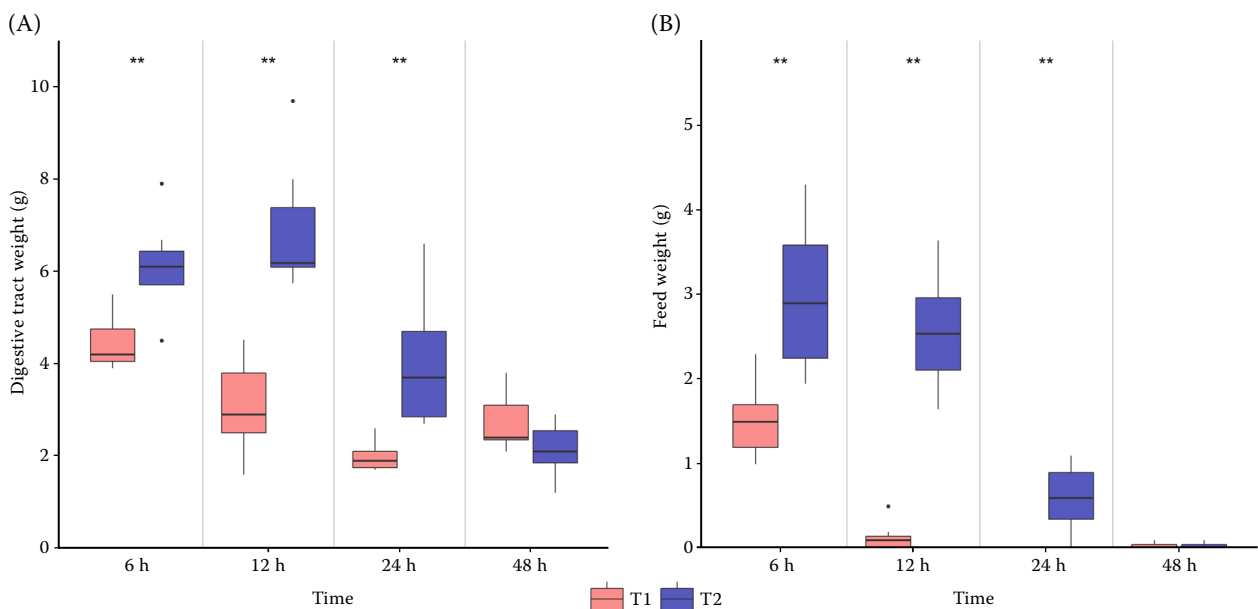 (A)
** ** **
10
8
6
4
2
0
Digestive tract weight (g)
6 h 12 h 24 h 48 h
Time
(B)
** ** **
5
4
3
2
1
0
Feed weight (g)
6 h 12 h 24 h 48 h
Time
T1 T2